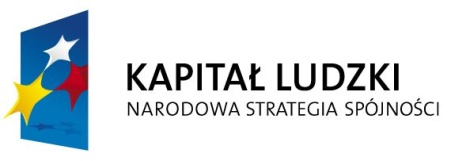 KAPITAŁ LUDZKI
NARODOWA STRATEGIA SPÓJNOŚCI